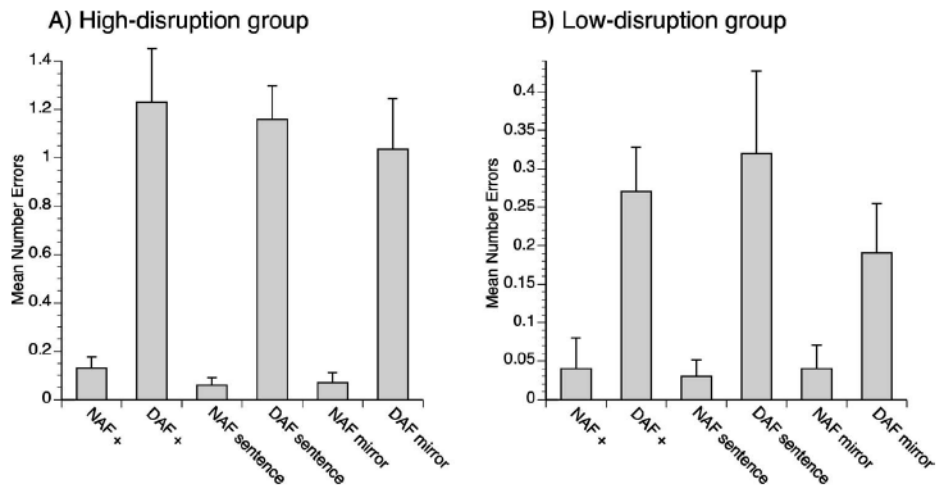 A) High-disruption group
Mean Number Errors
1.4
1.2
1
0.8
0.6
0.4
0.2
0
NAF +
DAF +
NAF sentence
DAF sentence
NAF mirror
DAF mirror
B) Low-disruption group
Mean Number Errors
0.4
0.35
0.3
0.25
0.2
0.15
0.1
0.05
0
NAF +
DAF +
NAF sentence
DAF sentence
NAF mirror
DAF mirror